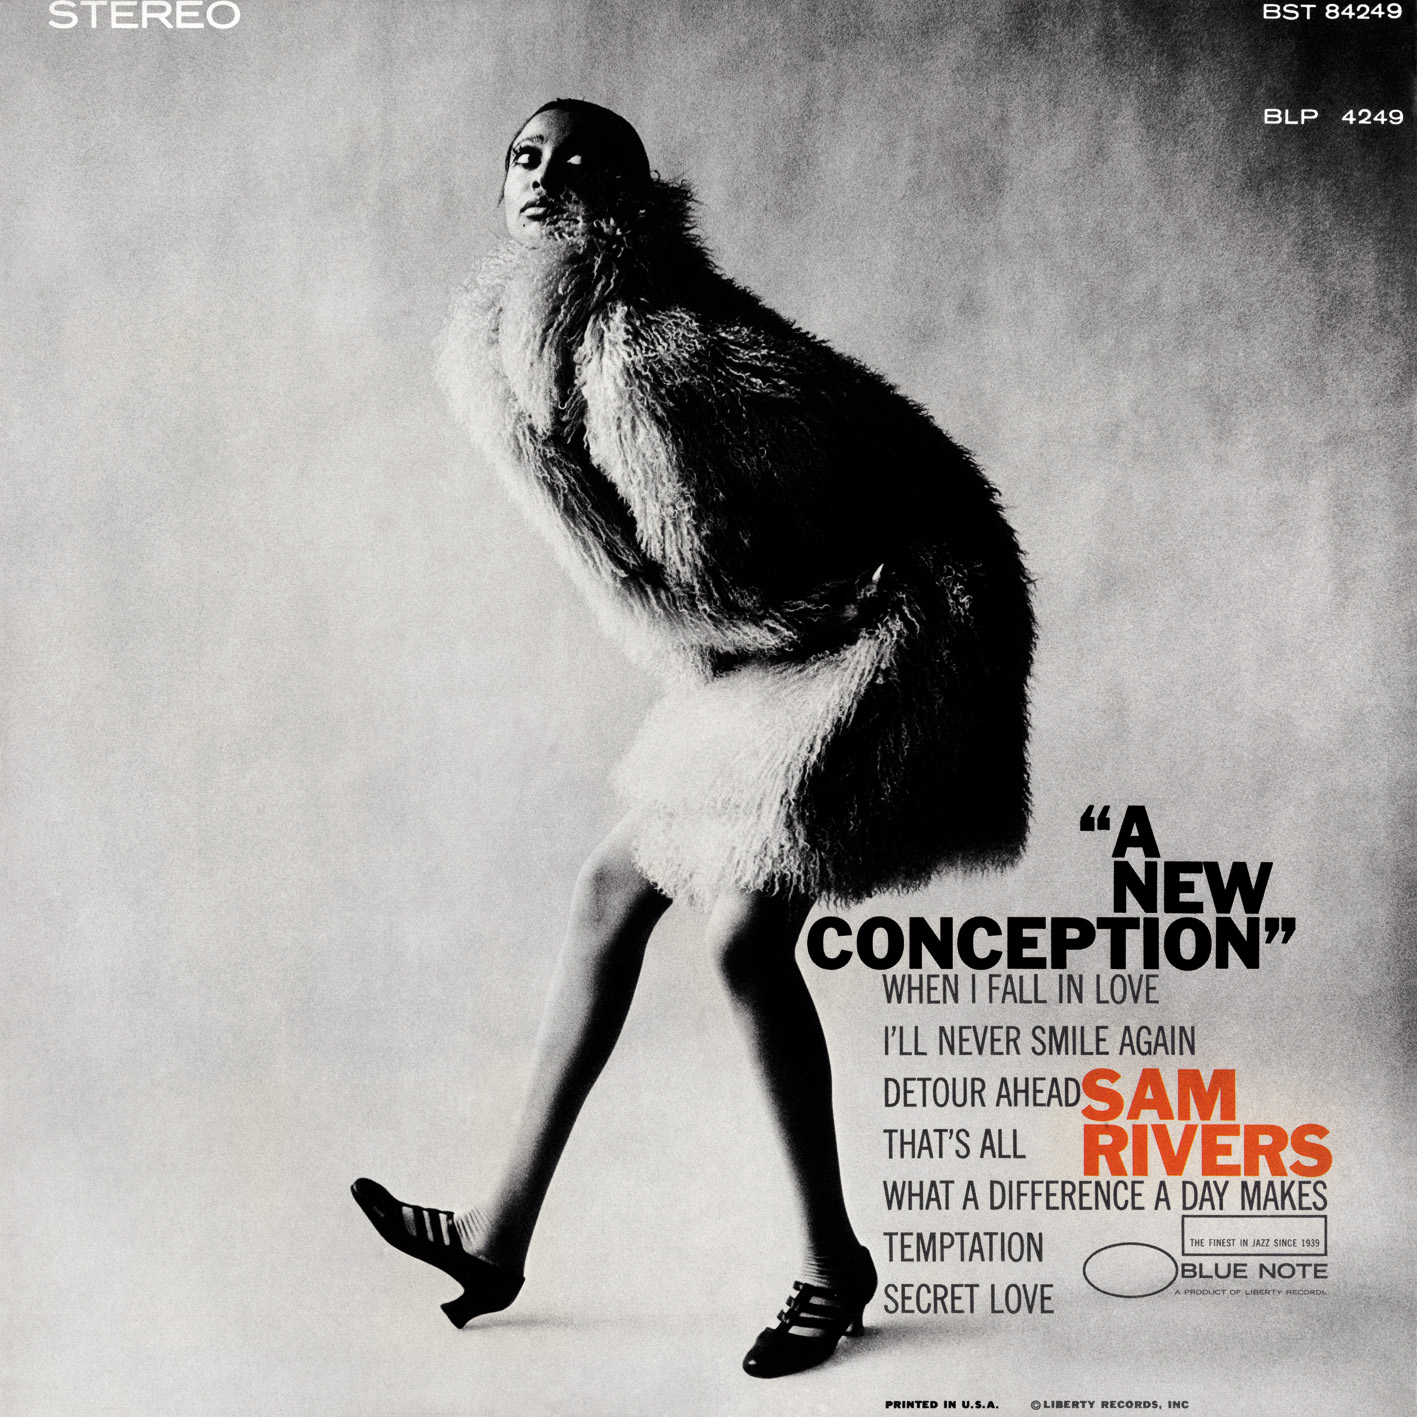 STEREO
BST 84249
BLP 4249
“A
NEW
CONCEPTION”
WHEN I FALL IN LOVE
I’LL NEVER SMILE AGAIN
DETOUR AHEAD
SAM
RIVERS
THAT’S ALL
WHAT A DIFFERENCE A DAY MAKES
TEMPTATION
SECRET LOVE
THE FINEST IN JAZZ SINCE 1939
BLUE NOTE
A PRODUCT OF LIBERTY RECORDS
PRINTED IN U.S.A. ©LIBERTY RECORDS, INC